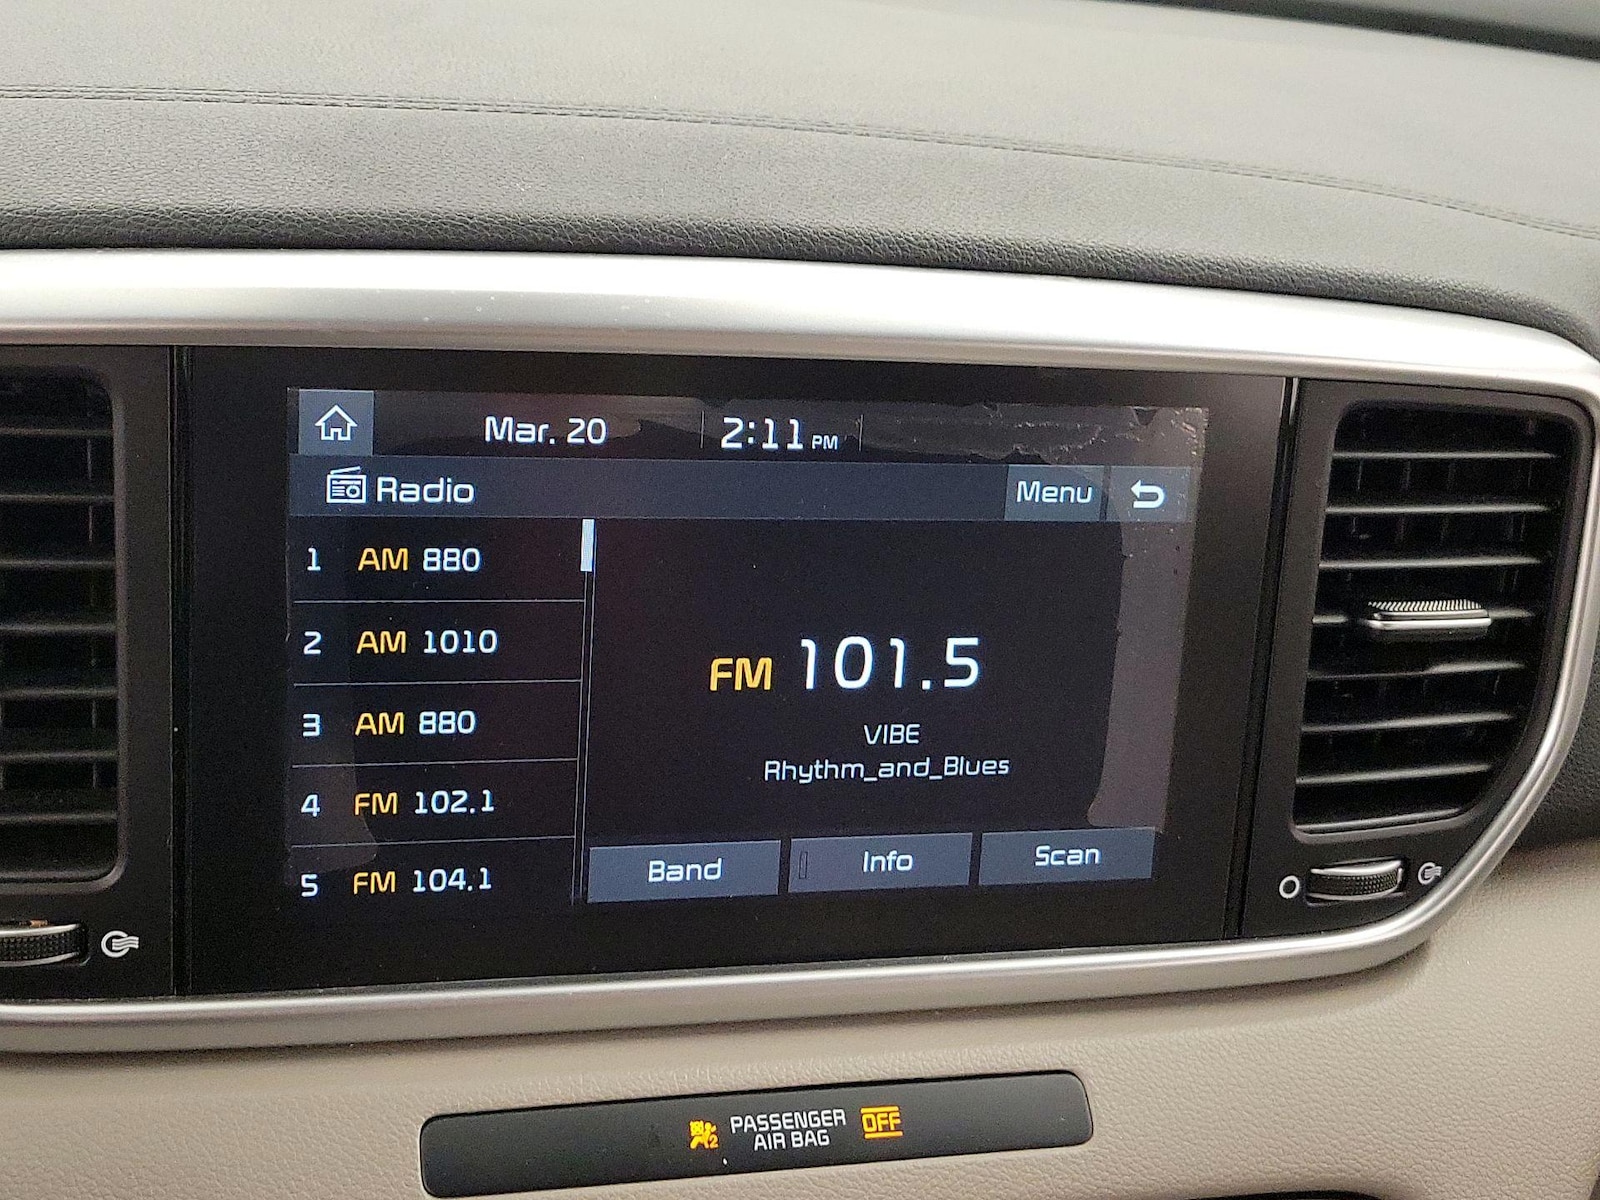 Mar. 20 2:11 PM
Radio Menu
1 AM 880
2 AM 1010
3 AM 880
4 FM 102.1
5 FM 104.1
FM 101.5
VIBE
Rhythm_and_Blues
Band Info Scan
2 PASSENGER AIR BAG OFF